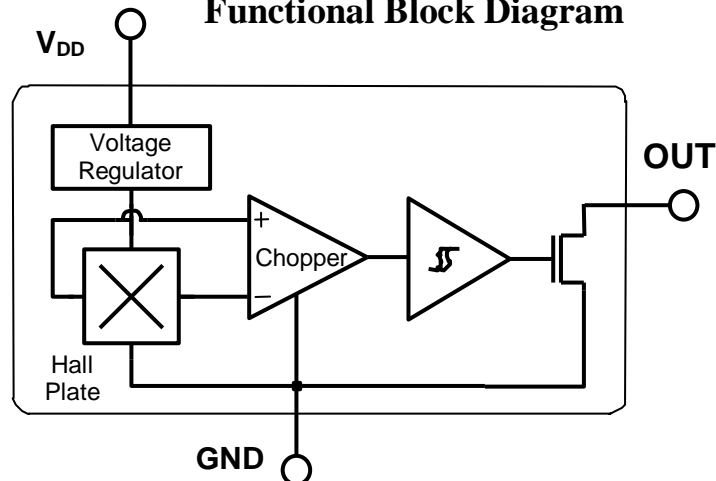 Functional Block Diagram
VDD
Voltage
Regulator
OUT
+
Chopper
−
Hall
Plate
GND